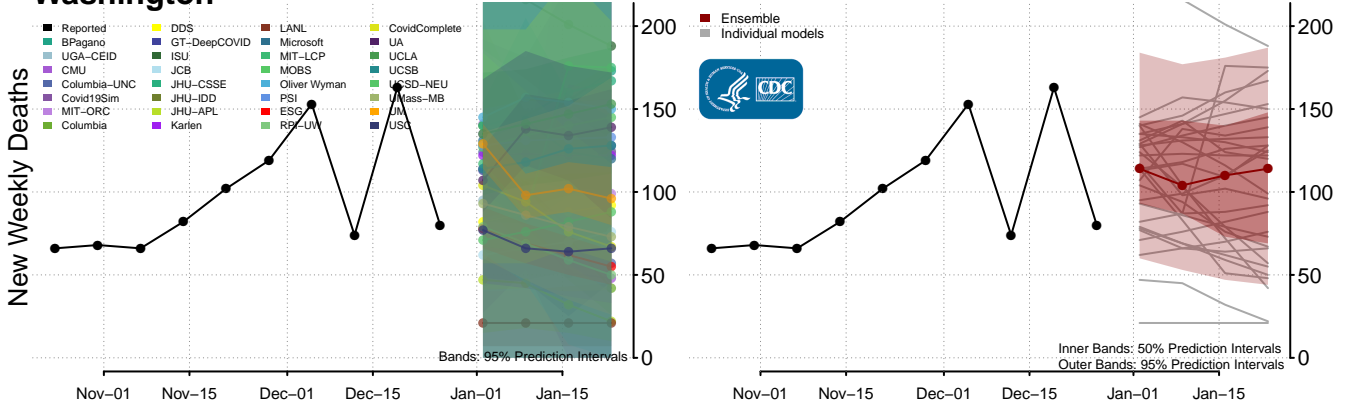 Washington
New Weekly Deaths
Reported
BPagano
UGA−CEID
CMU
Columbia−UNC
Covid19Sim
MIT−ORC
Columbia
DDS
GT−DeepCOVID
ISU
JCB
JHU−CSSE
JHU−IDD
JHU−APL
Karlen
LANL
Microsoft
MIT−LCP
MOBS
Oliver Wyman
PSI
ESG
RPI−UW
CovidComplete
UA
UCLA
UCSB
UCSD−NEU
UMass−MB
UM
USC
200
150
100
50
0
Bands: 95% Prediction Intervals
Nov−01 Nov−15 Dec−01 Dec−15 Jan−01 Jan−15
Ensemble
Individual models
CDC
200
150
100
50
0
Inner Bands: 50% Prediction Intervals
Outer Bands: 95% Prediction Intervals
Nov−01 Nov−15 Dec−01 Dec−15 Jan−01 Jan−15